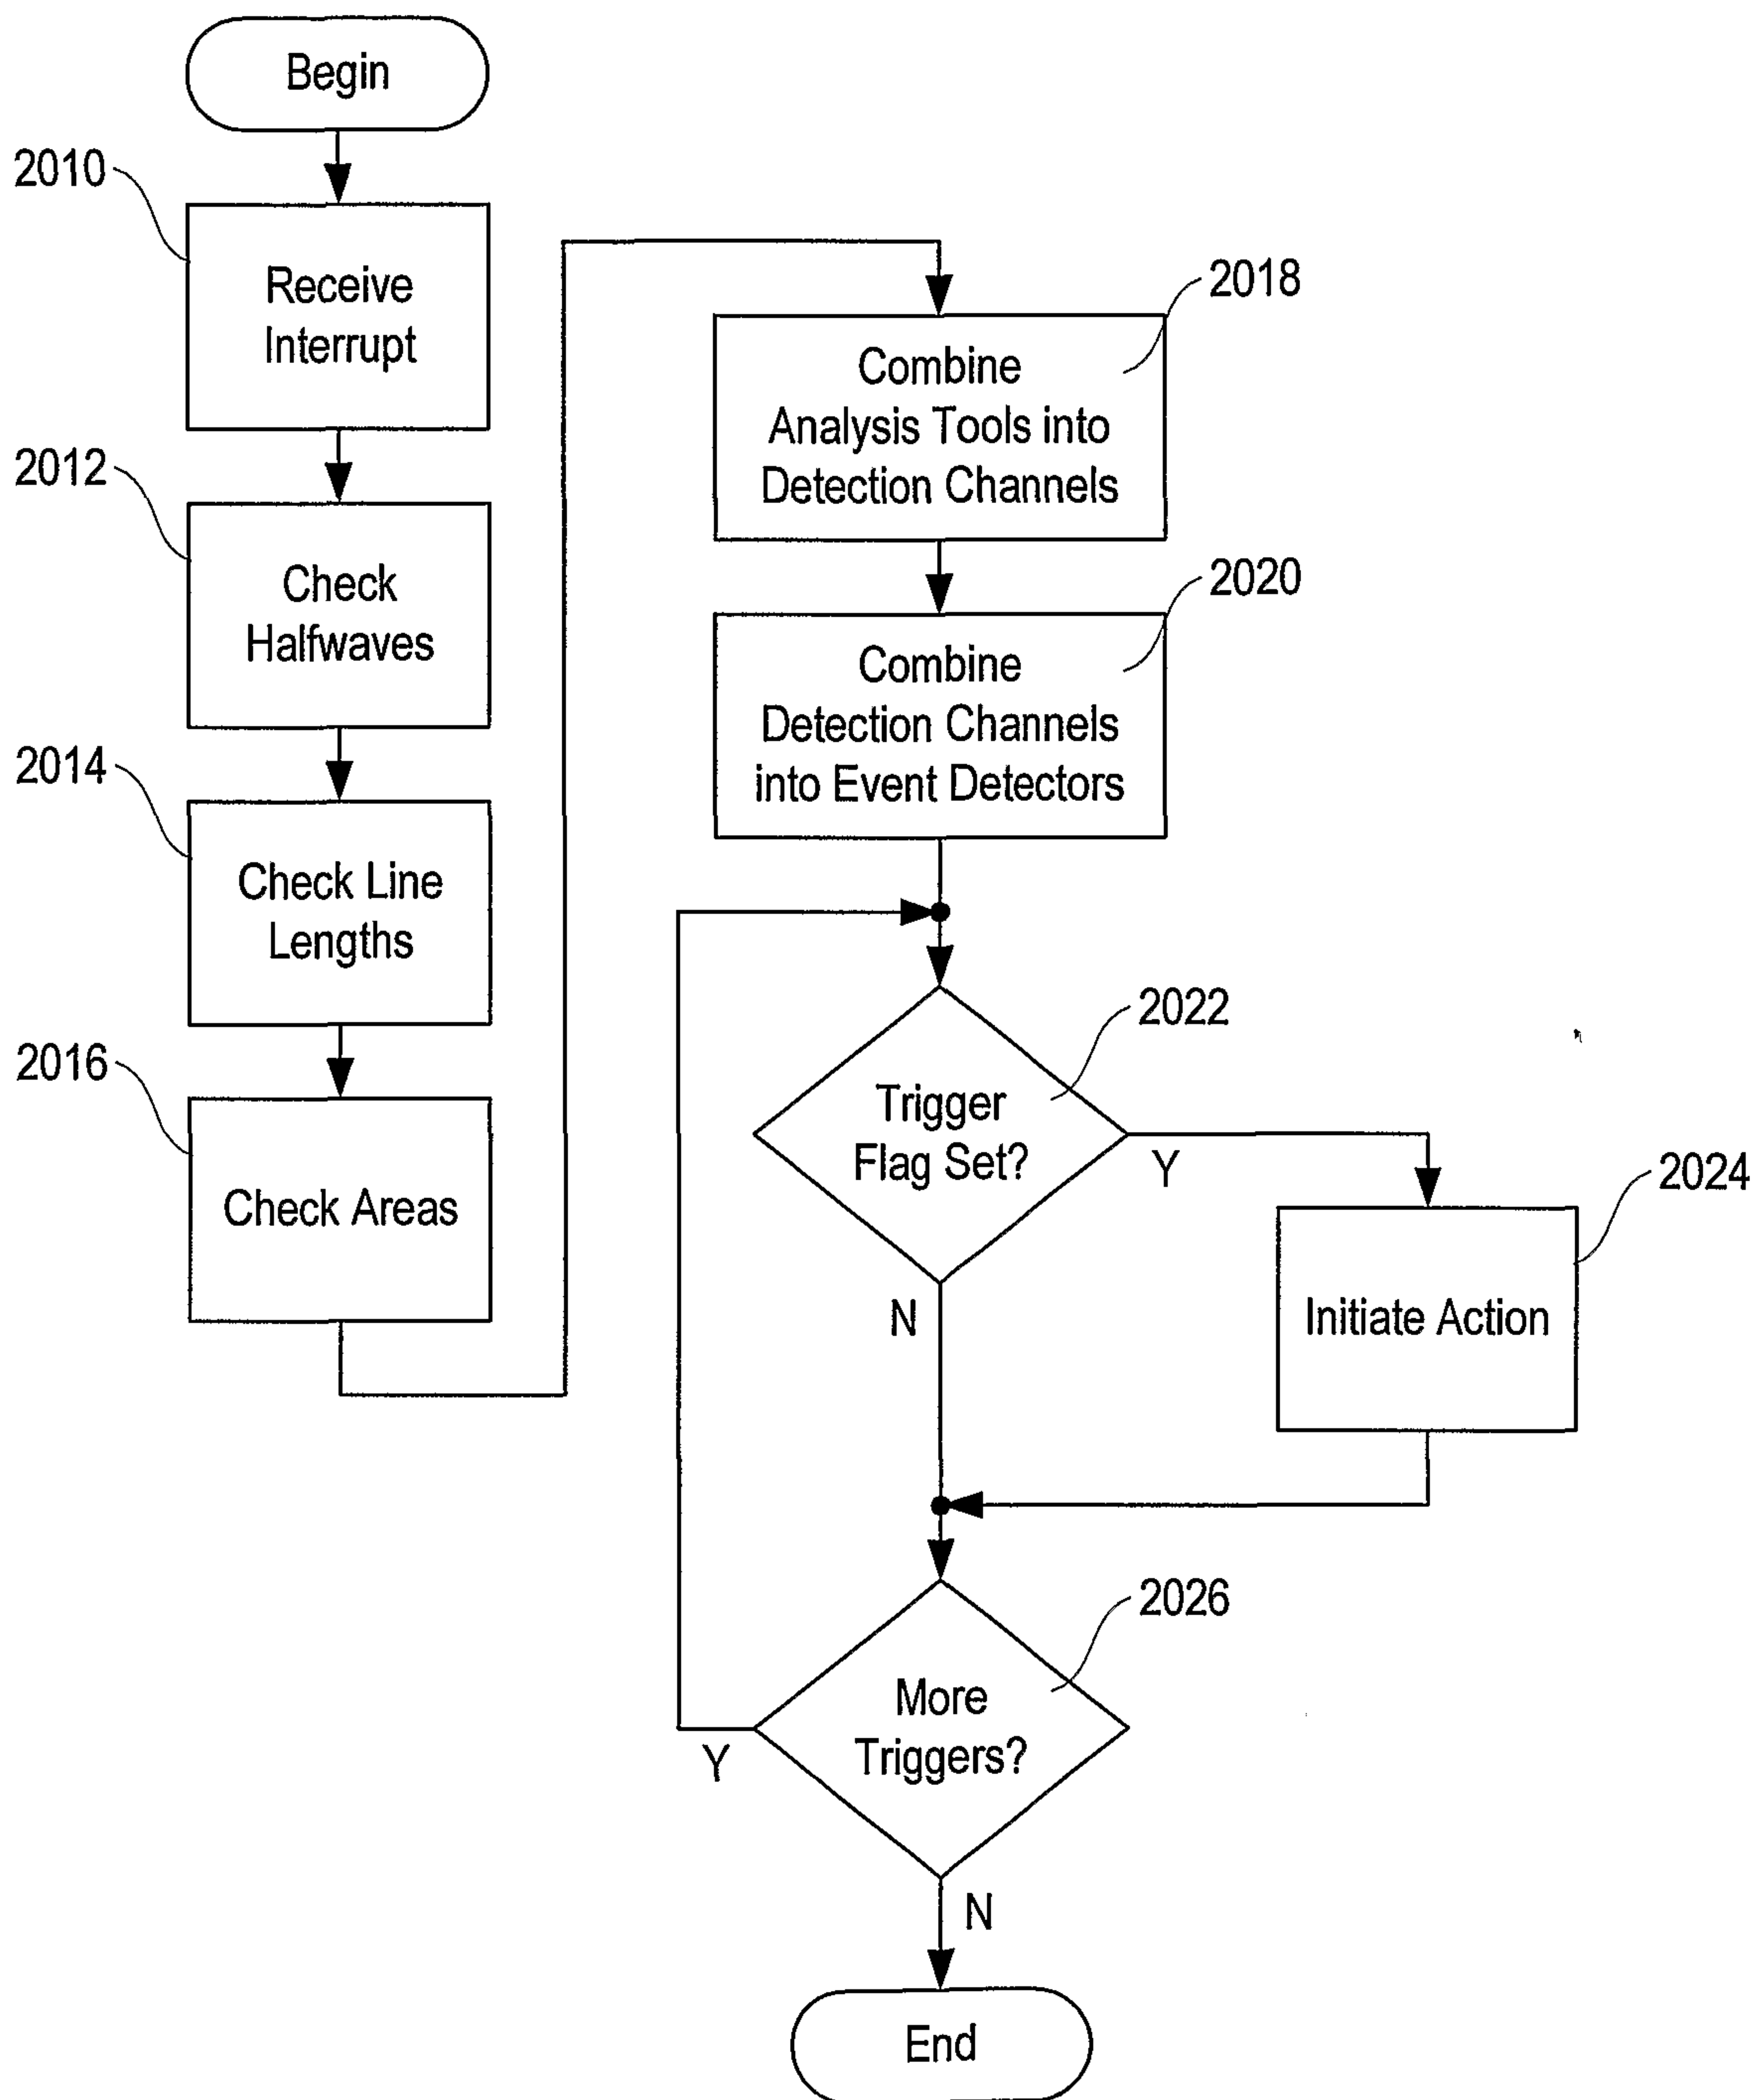 Begin
2010
Receive
Interrupt
2012
Check
Halfwaves
2014
Check Line
Lengths
2016
Check Areas
2018
Combine
Analysis Tools into
Detection Channels
2020
Combine
Detection Channels
into Event Detectors
2022
Trigger
Flag Set?
Y
N
2024
Initiate Action
2026
More
Triggers?
Y
N
End